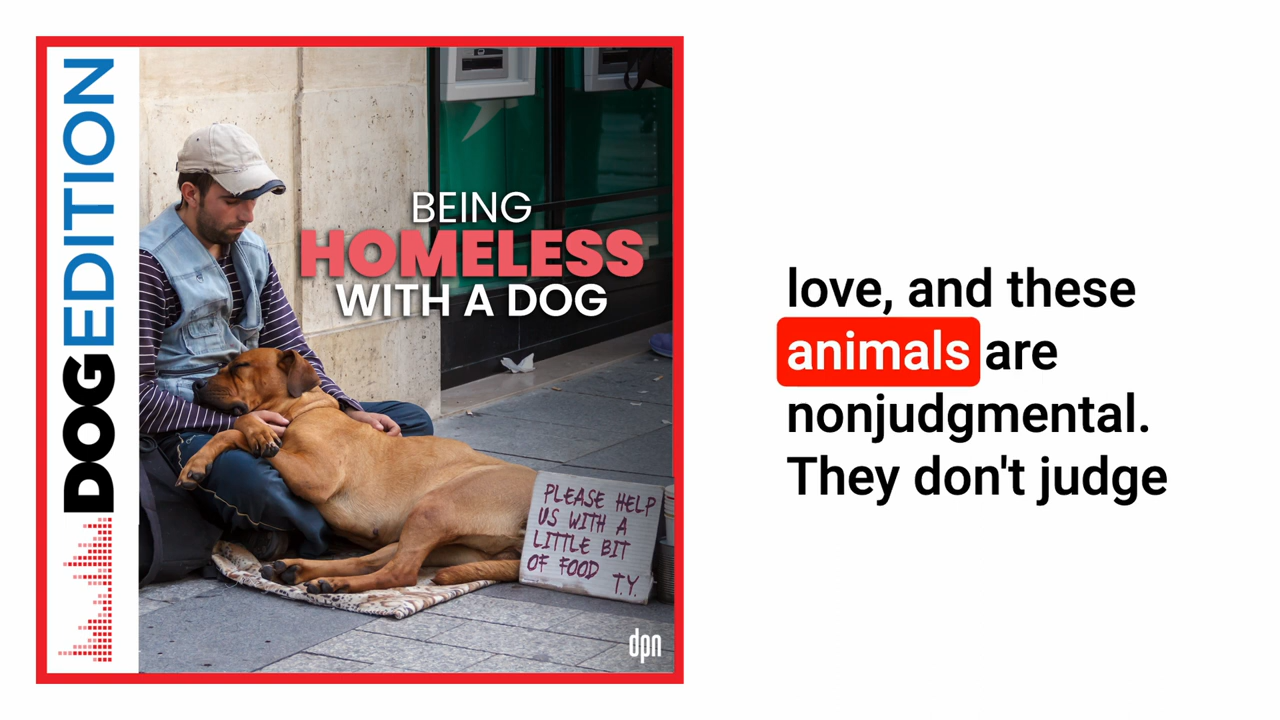 DOGEDITION
BEING
HOMELESS
WITH A DOG
PLEASE HELP
US WITH A
LITTLE BIT
OF FOOD T.Y.
dpn
love, and these
animals are
nonjudgmental.
They don't judge